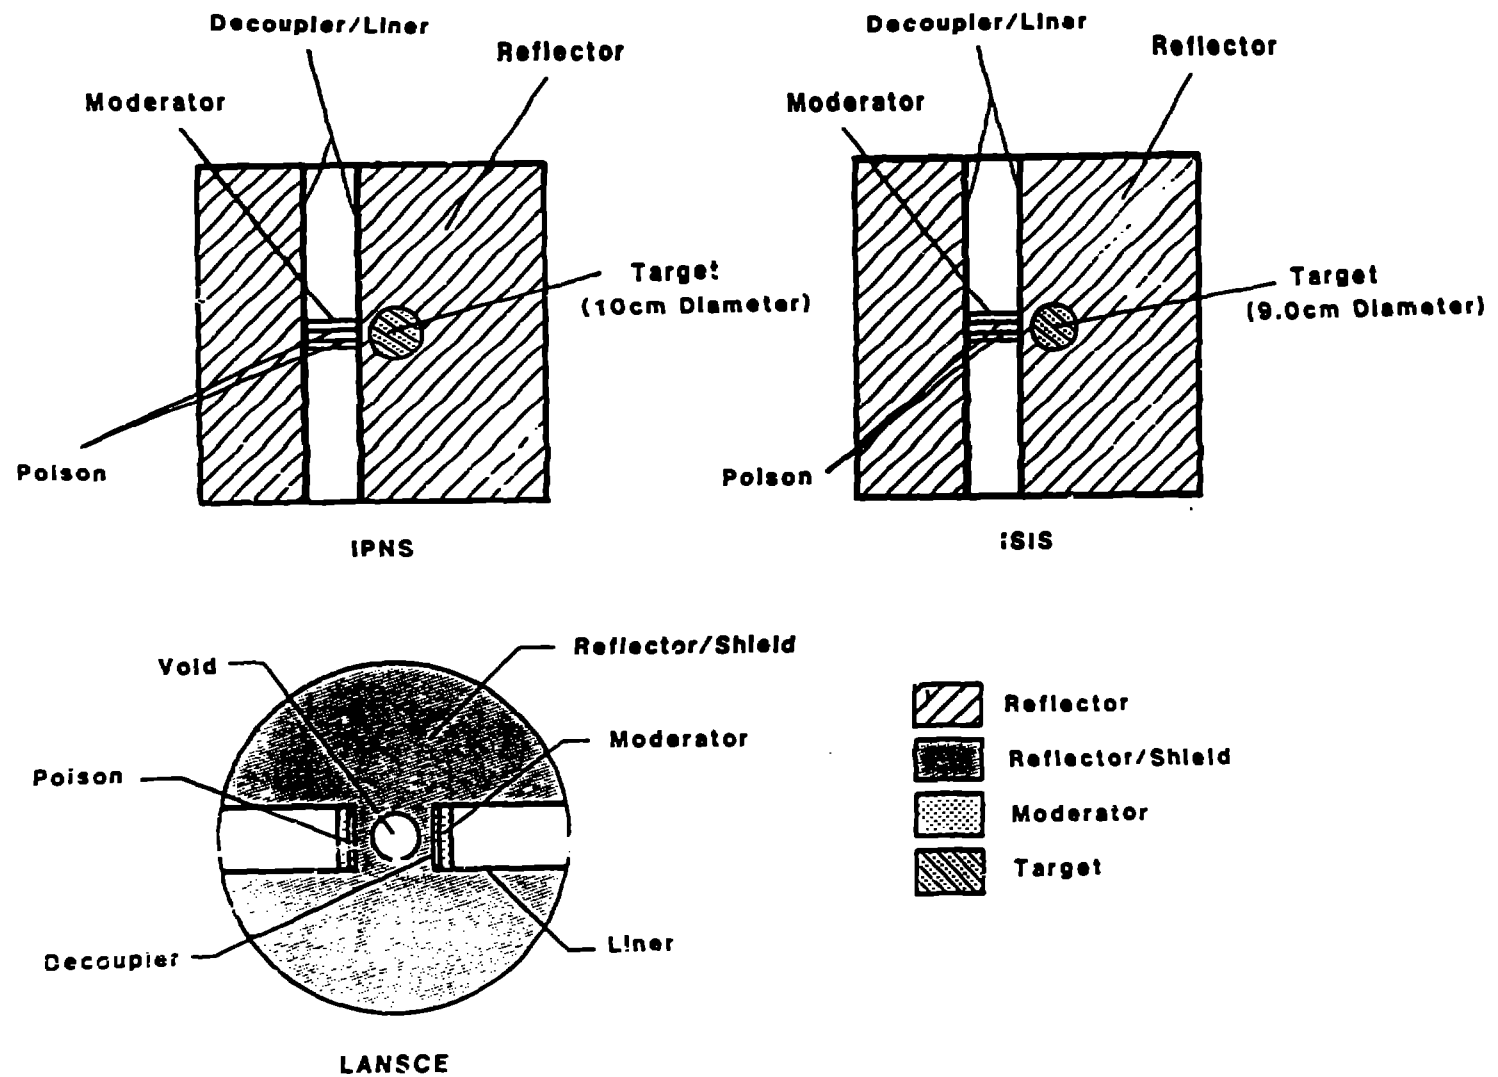 Decoupler/Liner
Reflector
Moderator
Target
(10cm Diameter)
Poison
IPNS
Decoupler/Liner
Reflector
Moderator
Target
(9.0cm Diameter)
Poison
ISIS
Void
Reflector/Shield
Moderator
Poison
Decoupler
Liner
LANSCE
Reflector
Reflector/Shield
Moderator
Target